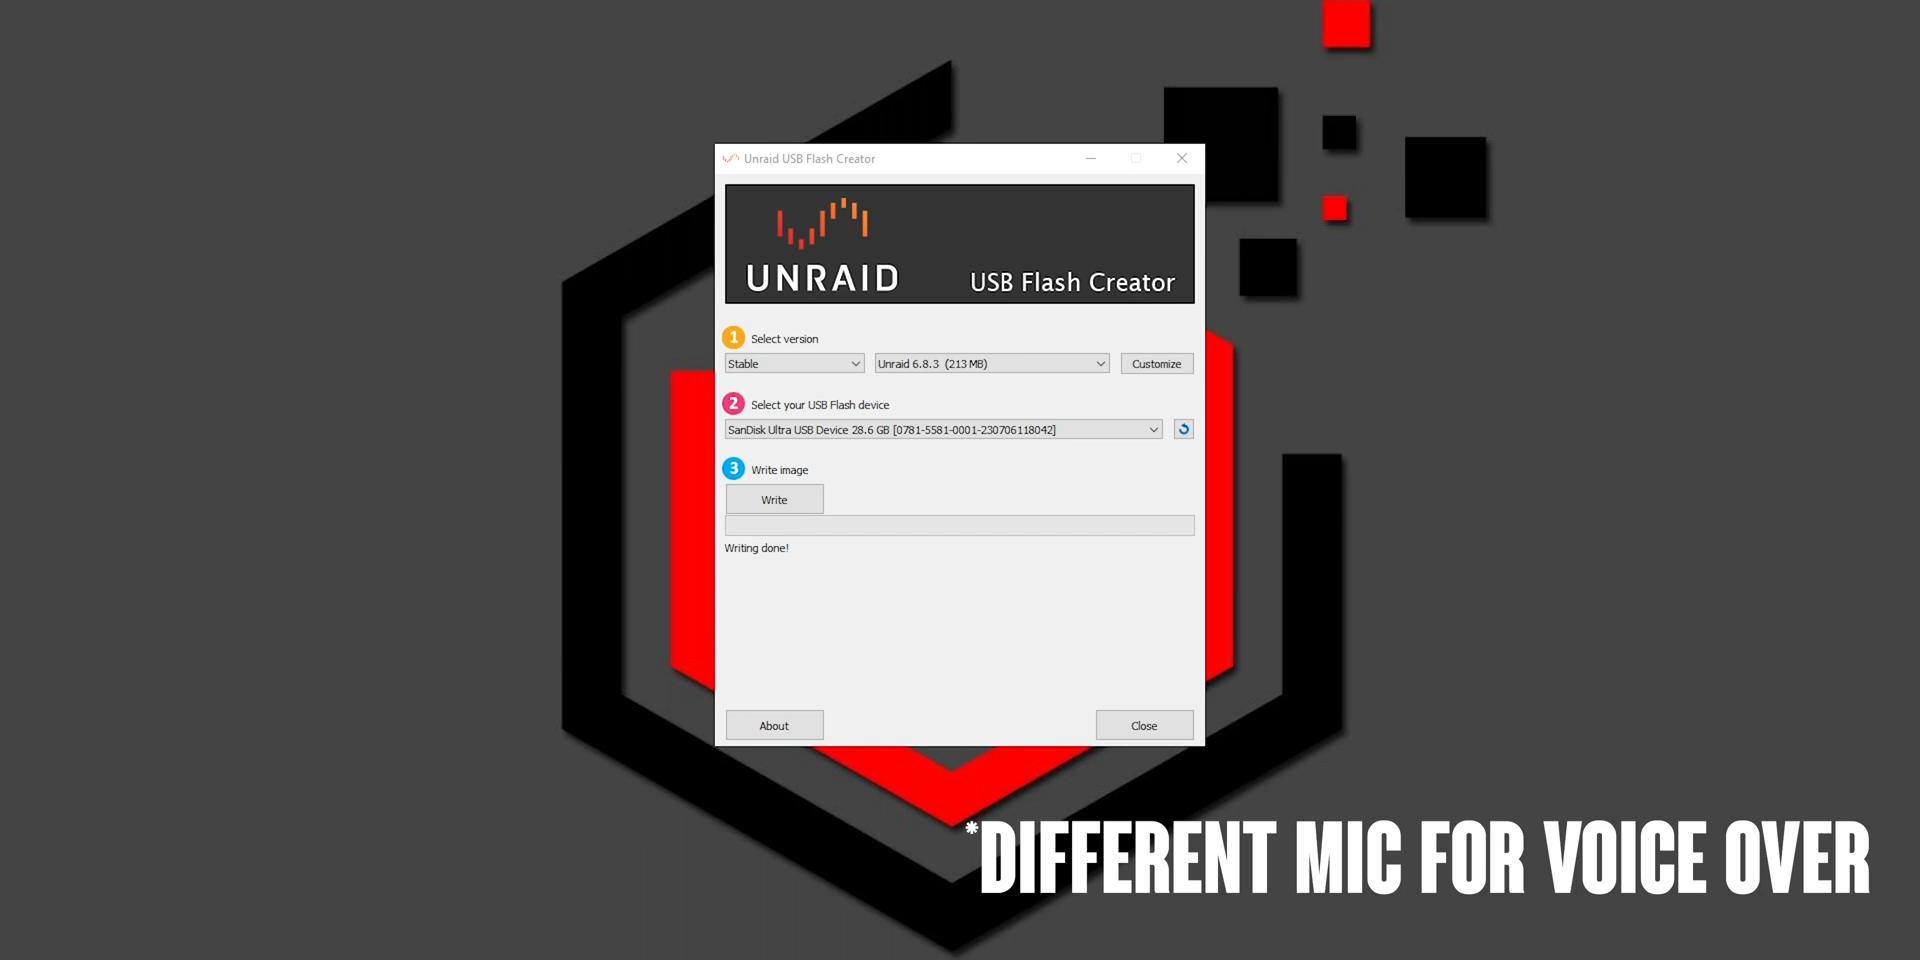 Unraid USB Flash Creator
UNRAID
USB Flash Creator
1 Select version
Stable
Unraid 6.8.3 (213 MB)
Customize
2 Select your USB Flash device
SanDisk Ultra USB Device 28.6 GB [0781-5581-0001-230706118042]
3 Write image
Write
Writing done!
About
Close
*DIFFERENT MIC FOR VOICE OVER